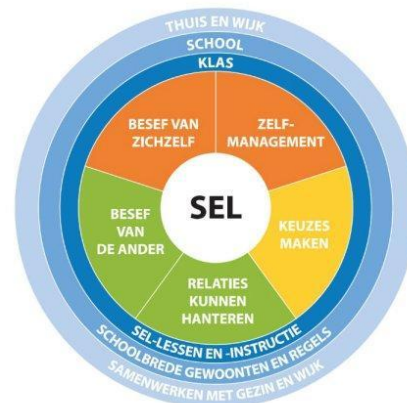 THUIS EN WIJK
SCHOOL
KLAS
BESEF VAN
ZICHZELF
ZELF-
MANAGEMENT
SEL
BESEF
VAN
DE ANDER
KEUZES
MAKEN
RELATIES
KUNNEN
HANTEREN
SEL-LESSEN EN -INSTRUCTIE
SCHOOLBREDE GEWOONTEN EN REGELS
SAMENWERKEN MET GEZIN EN WIJK